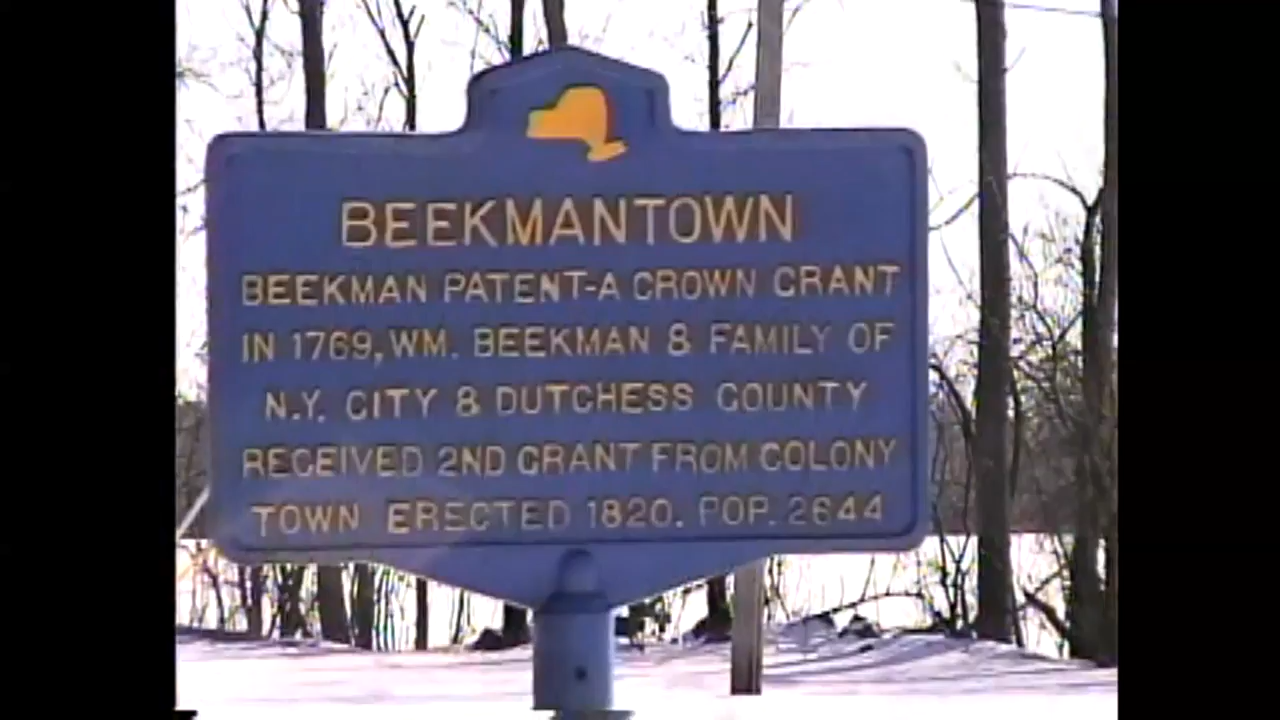 BEEKMANTOWN
BEEKMAN PATENT-A CROWN GRANT
IN 1769, WM. BEEKMAN & FAMILY OF
N.Y. CITY & DUTCHESS COUNTY
RECEIVED 2ND GRANT FROM COLONY
TOWN ERECTED 1820. POP. 2644